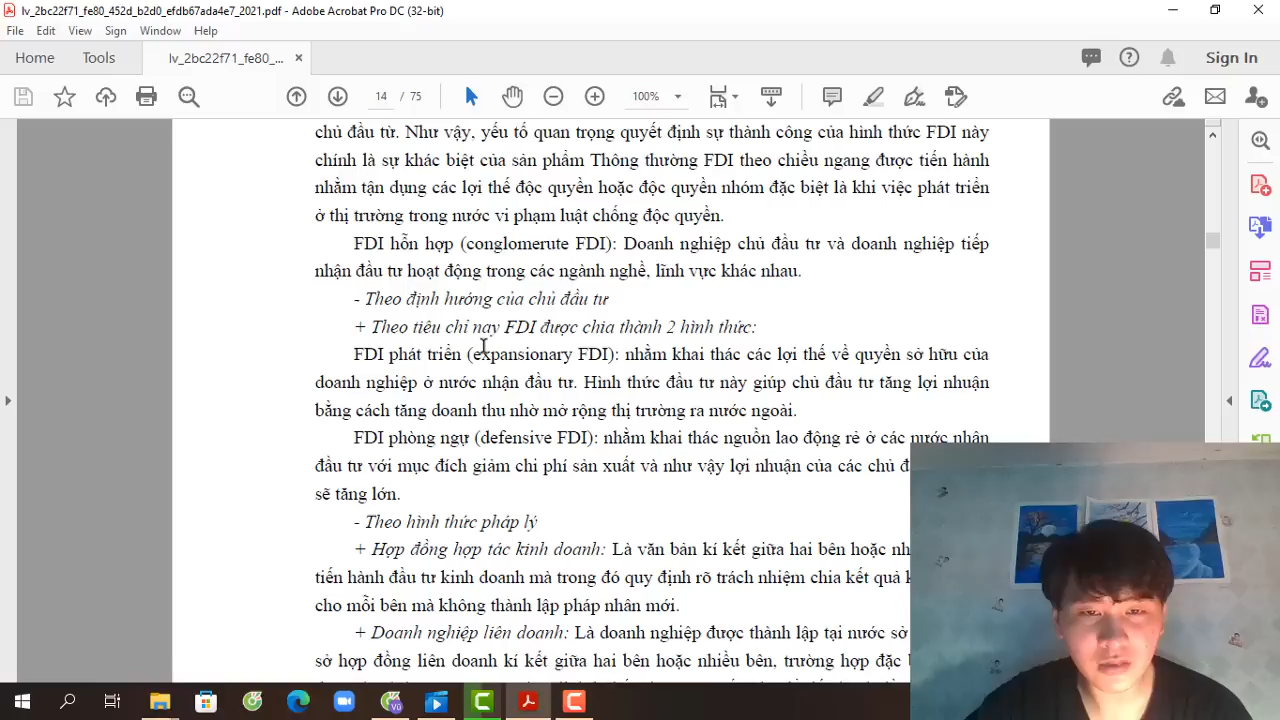 lv_2bc22f71_fe80_452d_b2d0_efdb67ada4e7_2021.pdf - Adobe Acrobat Pro DC (32-bit)
File Edit View Sign Window Help
Home Tools lv_2bc22f71_fe80_... × Sign In
14 / 75 100%
chủ đầu từ. Như vậy, yếu tố quan trọng quyết định sự thành công của hình thức FDI này
chính là sự khác biệt của sản phẩm Thông thường FDI theo chiều ngang được tiến hành
nhằm tận dụng các lợi thế độc quyền hoặc độc quyền nhóm đặc biệt là khi việc phát triển
ở thị trường trong nước vi phạm luật chống độc quyền.
FDI hỗn hợp (conglomerute FDI): Doanh nghiệp chủ đầu tư và doanh nghiệp tiếp
nhận đầu tư hoạt động trong các ngành nghề, lĩnh vực khác nhau.
- Theo định hướng của chủ đầu tư
+ Theo tiêu chỉ nay FDI được chia thành 2 hình thức:
FDI phát triển (expansionary FDI): nhằm khai thác các lợi thế về quyền sở hữu của
doanh nghiệp ở nước nhận đầu tư. Hình thức đầu tư này giúp chủ đầu tư tăng lợi nhuận
bằng cách tăng doanh thu nhờ mở rộng thị trường ra nước ngoài.
FDI phòng ngự (defensive FDI): nhằm khai thác nguồn lao động rẻ ở các nước nhận
đầu tư với mục đích giảm chi phí sản xuất và như vậy lợi nhuận của các chủ
sẽ tăng lớn.
- Theo hình thức pháp lý
+ Hợp đồng hợp tác kinh doanh: Là văn bản kí kết giữa hai bên hoặc
tiến hành đầu tư kinh doanh mà trong đó quy định rõ trách nhiệm chia kết quả
cho mỗi bên mà không thành lập pháp nhân mới.
+ Doanh nghiệp liên doanh: Là doanh nghiệp được thành lập tại nước sở
sở hợp đồng liên doanh kí kết giữa hai bên hoặc nhiều bên, trường hợp đặc